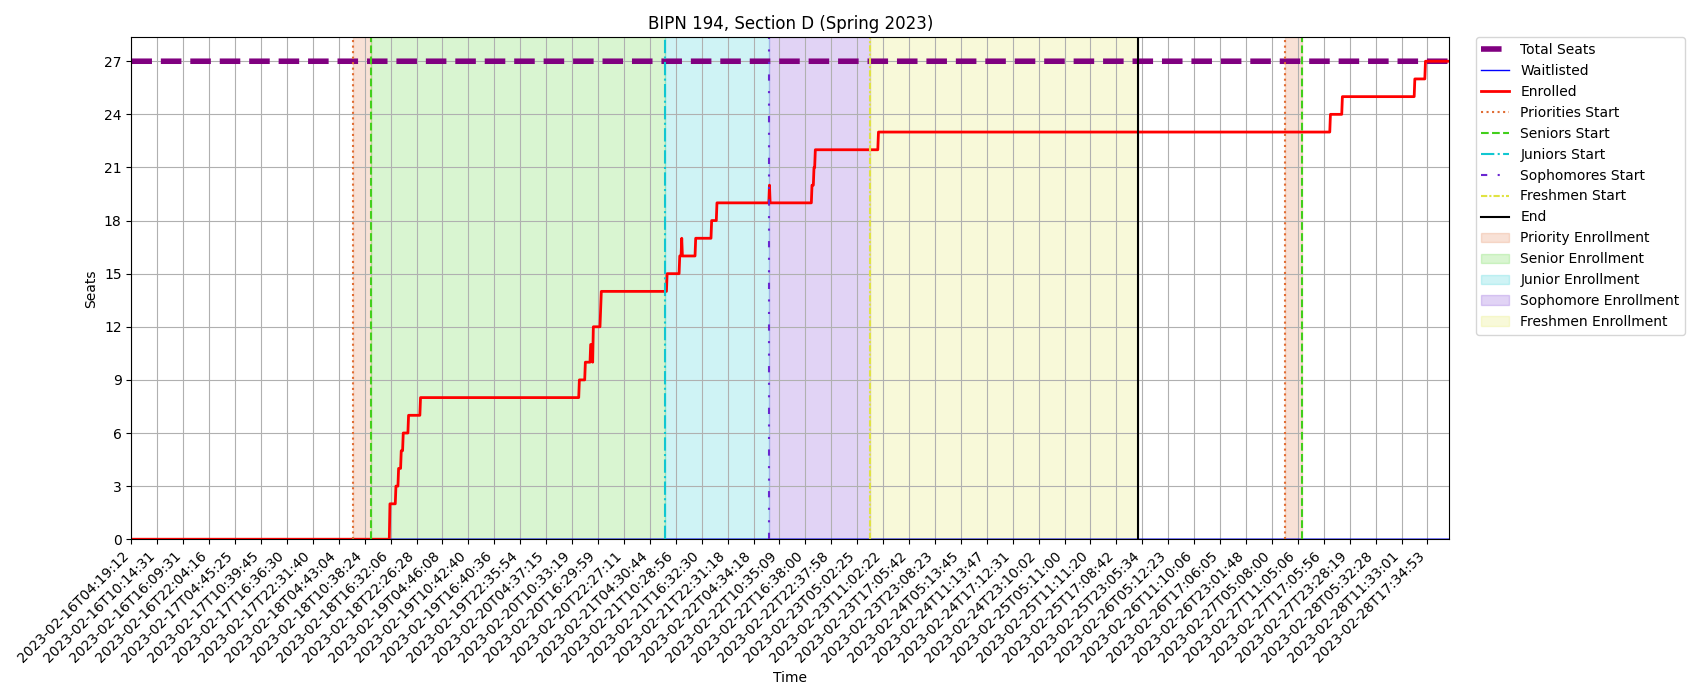 BIPN 194, Section D (Spring 2023)
Seats
27
24
21
18
15
12
9
6
3
0
2023-02-16T04:19:12
2023-02-16T10:14:31
2023-02-16T16:09:31
2023-02-16T22:04:16
2023-02-17T04:45:25
2023-02-17T10:39:45
2023-02-17T16:36:30
2023-02-17T22:31:40
2023-02-18T04:43:04
2023-02-18T10:38:24
2023-02-18T16:32:06
2023-02-18T22:26:28
2023-02-19T04:46:08
2023-02-19T10:42:40
2023-02-19T16:40:36
2023-02-19T22:35:54
2023-02-20T04:37:15
2023-02-20T10:33:19
2023-02-20T16:29:59
2023-02-20T22:27:11
2023-02-21T04:30:44
2023-02-21T10:28:56
2023-02-21T16:32:30
2023-02-21T22:31:18
2023-02-22T04:34:18
2023-02-22T10:35:09
2023-02-22T16:38:00
2023-02-22T22:37:58
2023-02-23T05:02:25
2023-02-23T11:02:22
2023-02-23T17:05:42
2023-02-23T23:08:23
2023-02-24T05:13:45
2023-02-24T11:13:47
2023-02-24T17:12:31
2023-02-24T23:10:02
2023-02-25T05:11:00
2023-02-25T11:11:20
2023-02-25T17:08:42
2023-02-25T23:05:34
2023-02-26T05:12:23
2023-02-26T11:10:06
2023-02-26T17:06:05
2023-02-26T23:01:48
2023-02-27T05:08:00
2023-02-27T11:05:06
2023-02-27T17:05:56
2023-02-27T23:28:19
2023-02-28T05:32:28
2023-02-28T11:33:01
2023-02-28T17:34:53
Time
Total Seats
Waitlisted
Enrolled
Priorities Start
Seniors Start
Juniors Start
Sophomores Start
Freshmen Start
End
Priority Enrollment
Senior Enrollment
Junior Enrollment
Sophomore Enrollment
Freshmen Enrollment